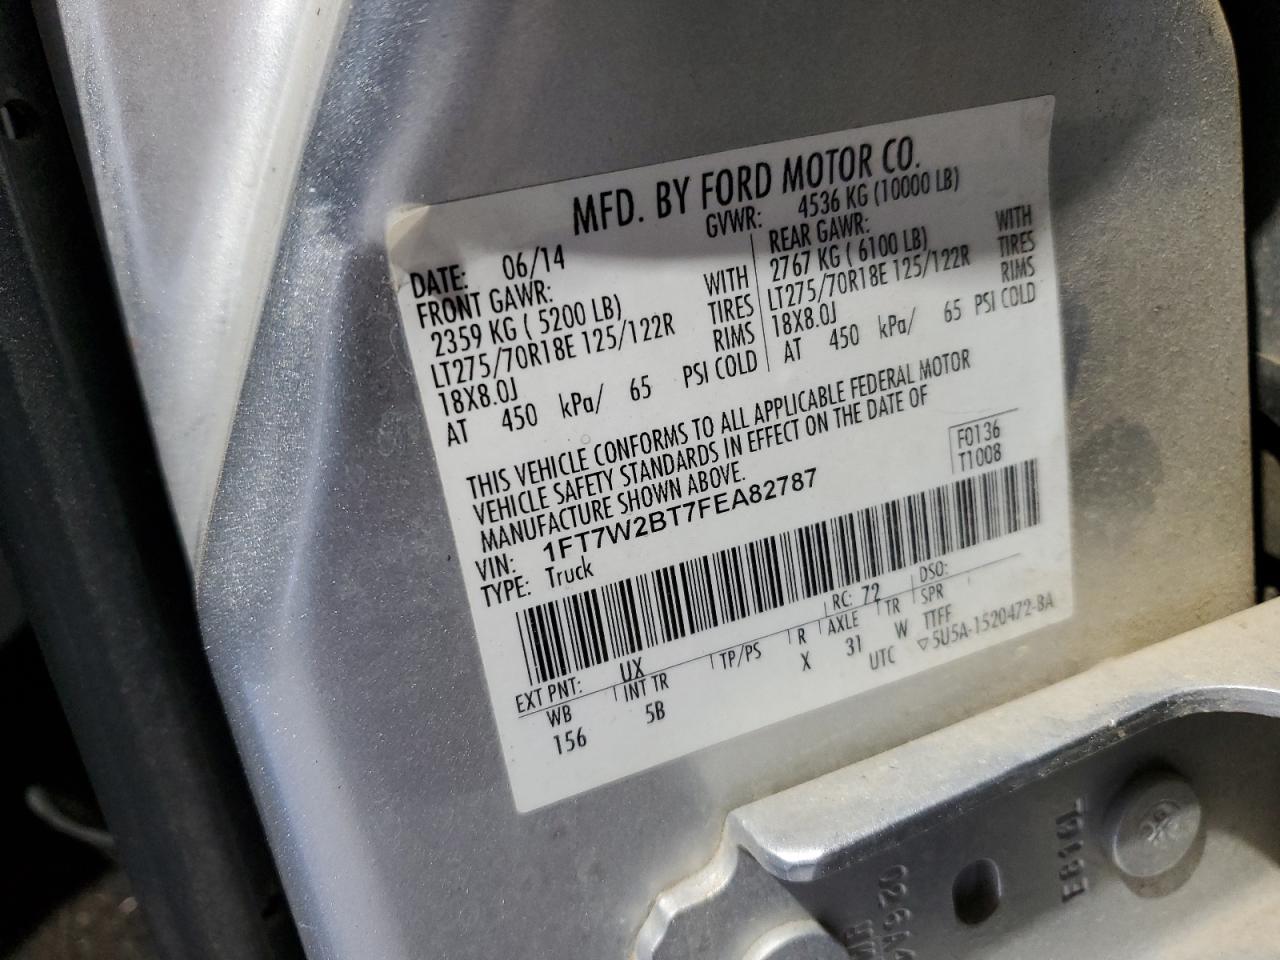 MFD. BY FORD MOTOR CO.
DATE: 06/14 GVWR: 4536 KG (10000 LB)
FRONT GAWR:
2359 KG ( 5200 LB) WITH
LT275/70R18E 125/122R TIRES
18X8.0J RIMS
AT 450 kPa/ 65 PSI COLD
REAR GAWR:
2767 KG ( 6100 LB) WITH
LT275/70R18E 125/122R TIRES
18X8.0J RIMS
AT 450 kPa/ 65 PSI COLD
THIS VEHICLE CONFORMS TO ALL APPLICABLE FEDERAL MOTOR
VEHICLE SAFETY STANDARDS IN EFFECT ON THE DATE OF
MANUFACTURE SHOWN ABOVE.
VIN: 1FT7W2BT7FEA82787
TYPE: Truck
F0136
T1008
EXT PNT: UX RC: 72 DSO:
WB INT TR TP/PS R AXLE TR SPR
156 5B X 31 W TTFF
UTC ▽5U5A-1520472-BA
E816L